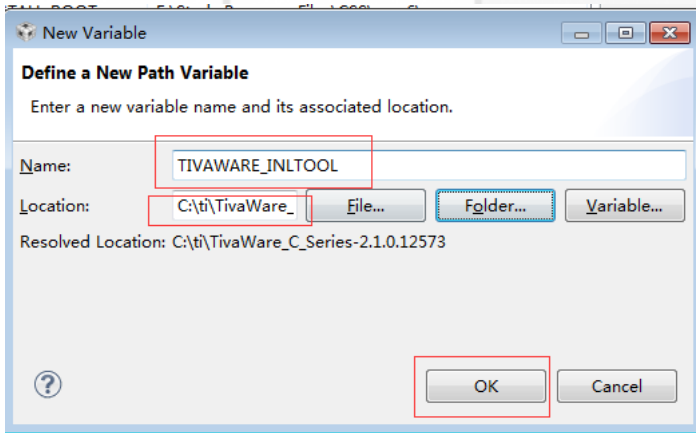 New Variable
Define a New Path Variable
Enter a new variable name and its associated location.
Name: TIVAWARE_INLTOOL
Location: C:\ti\TivaWare_ File... Folder... Variable...
Resolved Location: C:\ti\TivaWare_C_Series-2.1.0.12573
OK Cancel